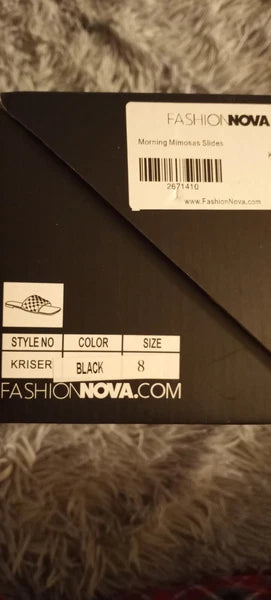 FASHIONNOVA
Morning Mimosas Slides
2671410
www.FashionNova.com
STYLE NO COLOR SIZE
KRISER BLACK 8
FASHIONNOVA.COM